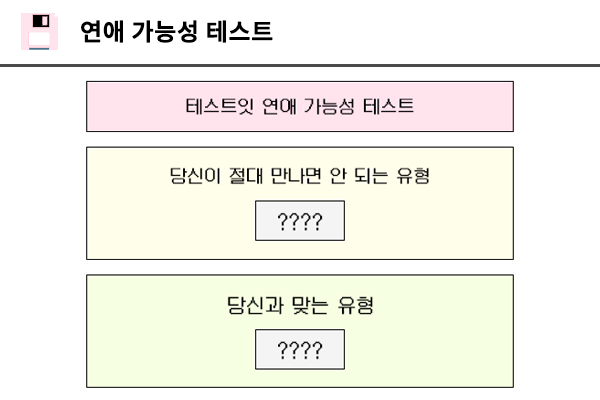 연애 가능성 테스트
테스트잇 연애 가능성 테스트
당신이 절대 만나면 안 되는 유형
????
당신과 맞는 유형
????